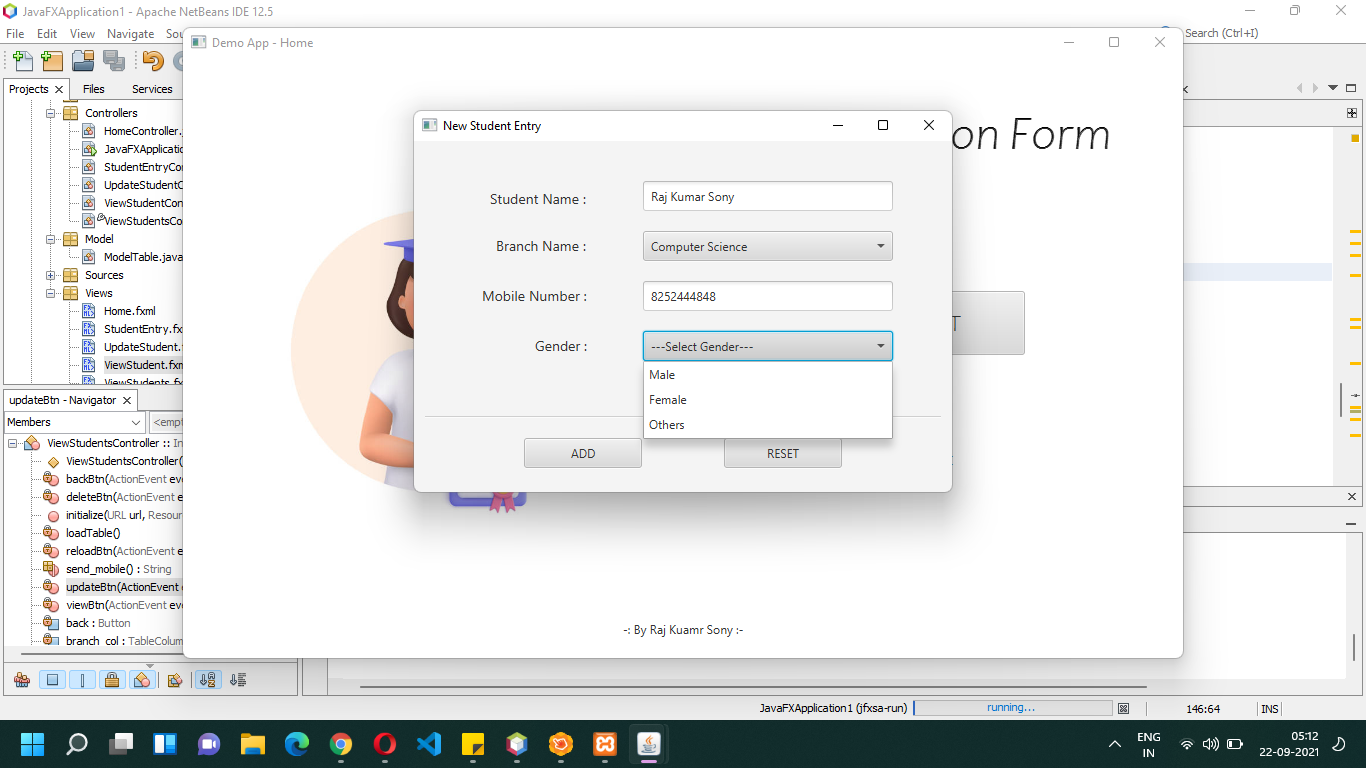 JavaFXApplication1 - Apache NetBeans IDE 12.5
File Edit View Navigate
Search (Ctrl+I)
Demo App - Home
Projects Files Services
Controllers
HomeController.
JavaFXApplicatio
StudentEntryCo
UpdateStudentC
ViewStudentCon
ViewStudentsCo
Model
ModelTable.java
Sources
Views
Home.fxml
StudentEntry.fx
UpdateStudent.
ViewStudent.fxm
ViewStudents.fxm
on Form
T
New Student Entry
Student Name :
Raj Kumar Sony
Branch Name :
Computer Science
Mobile Number :
8252444848
Gender :
---Select Gender---
Male
Female
Others
ADD
RESET
-: By Raj Kuamr Sony :-
updateBtn - Navigator
Members
<empt
ViewStudentsController :: In
ViewStudentsController(
backBtn(ActionEvent eve
deleteBtn(ActionEvent e
initialize(URL url, Resour
loadTable()
reloadBtn(ActionEvent e
send_mobile() : String
updateBtn(ActionEvent
viewBtn(ActionEvent eve
back : Button
branch_col : TableColum
JavaFXApplication1 (jfxsa-run)
running...
146:64
INS
ENG
IN
05:12
22-09-2021